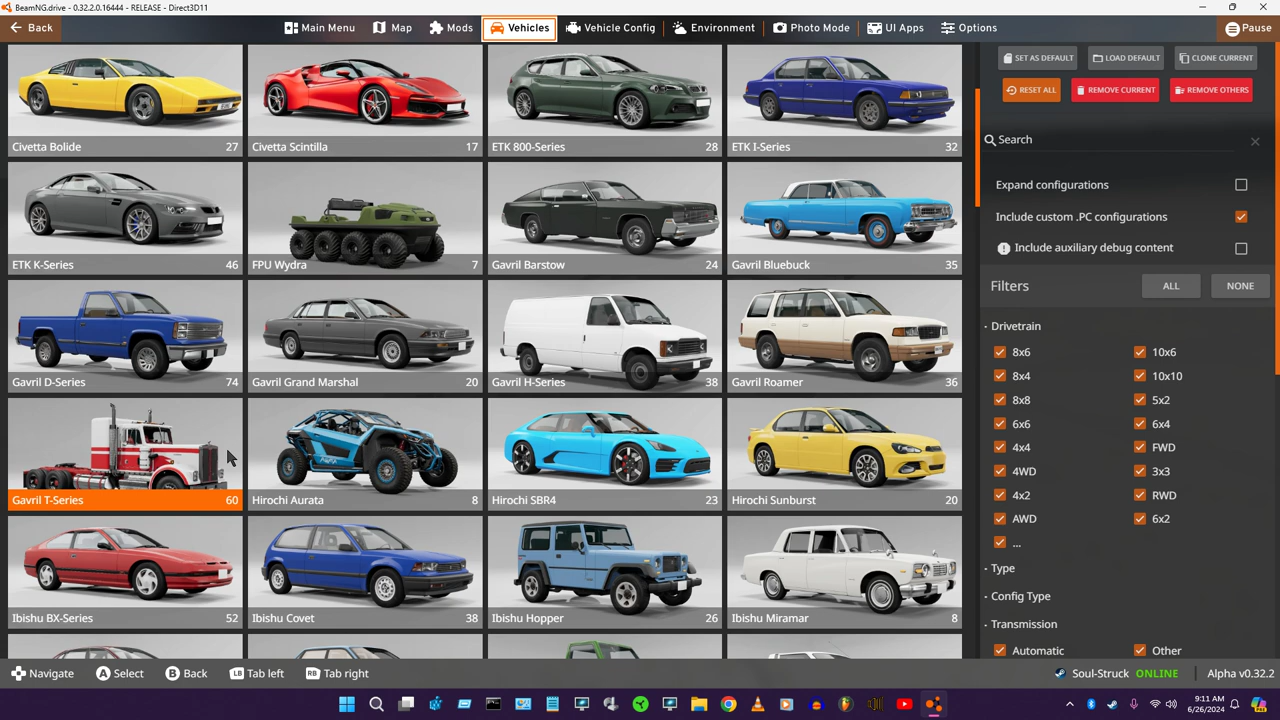 BeamNG.drive - 0.32.2.0.16444 - RELEASE - Direct3D11
Back
Main Menu
Map
Mods
Vehicles
Vehicle Config
Environment
Photo Mode
UI Apps
Options
Pause
Civetta Bolide 27
Civetta Scintilla 17
ETK 800-Series 28
ETK I-Series 32
ETK K-Series 46
FPU Wydra 7
Gavril Barstow 24
Gavril Bluebuck 35
Gavril D-Series 74
Gavril Grand Marshal 20
Gavril H-Series 38
Gavril Roamer 36
Gavril T-Series 60
Hirochi Aurata 8
Hirochi SBR4 23
Hirochi Sunburst 20
Ibishu BX-Series 52
Ibishu Covet 38
Ibishu Hopper 26
Ibishu Miramar 8
SET AS DEFAULT
LOAD DEFAULT
CLONE CURRENT
RESET ALL
REMOVE CURRENT
REMOVE OTHERS
Search
Expand configurations
Include custom .PC configurations
Include auxiliary debug content
Filters
ALL
NONE
- Drivetrain
8x6 10x6
8x4 10x10
8x8 5x2
6x6 6x4
4x4 FWD
4WD 3x3
4x2 RWD
AWD 6x2
...
- Type
- Config Type
- Transmission
Automatic Other
Navigate
A Select
B Back
LB Tab left
RB Tab right
Soul-Struck ONLINE
Alpha v0.32.2
9:11 AM
6/26/2024